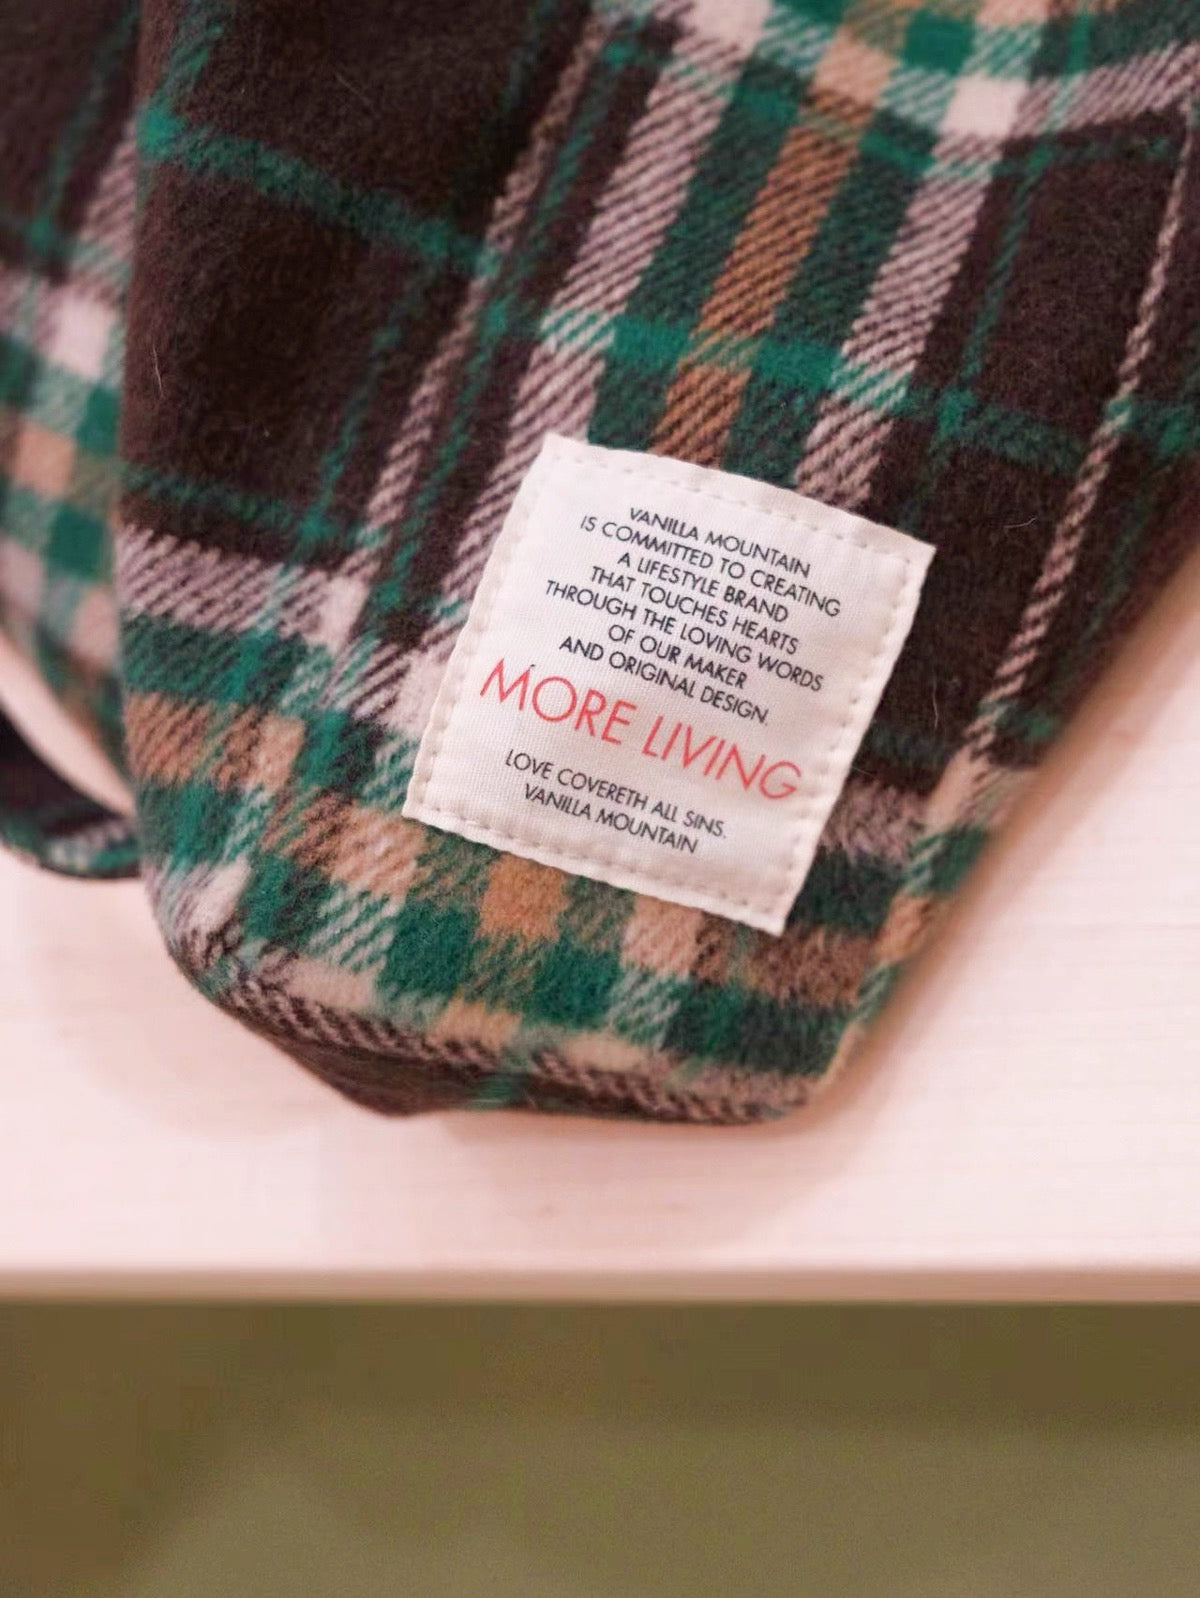 VANILLA MOUNTAIN
IS COMMITTED TO CREATING
A LIFESTYLE BRAND
THAT TOUCHES HEARTS
THROUGH THE LOVING WORDS
OF OUR MAKER
AND ORIGINAL DESIGN.
MORE LIVING
LOVE COVERETH ALL SINS.
VANILLA MOUNTAIN